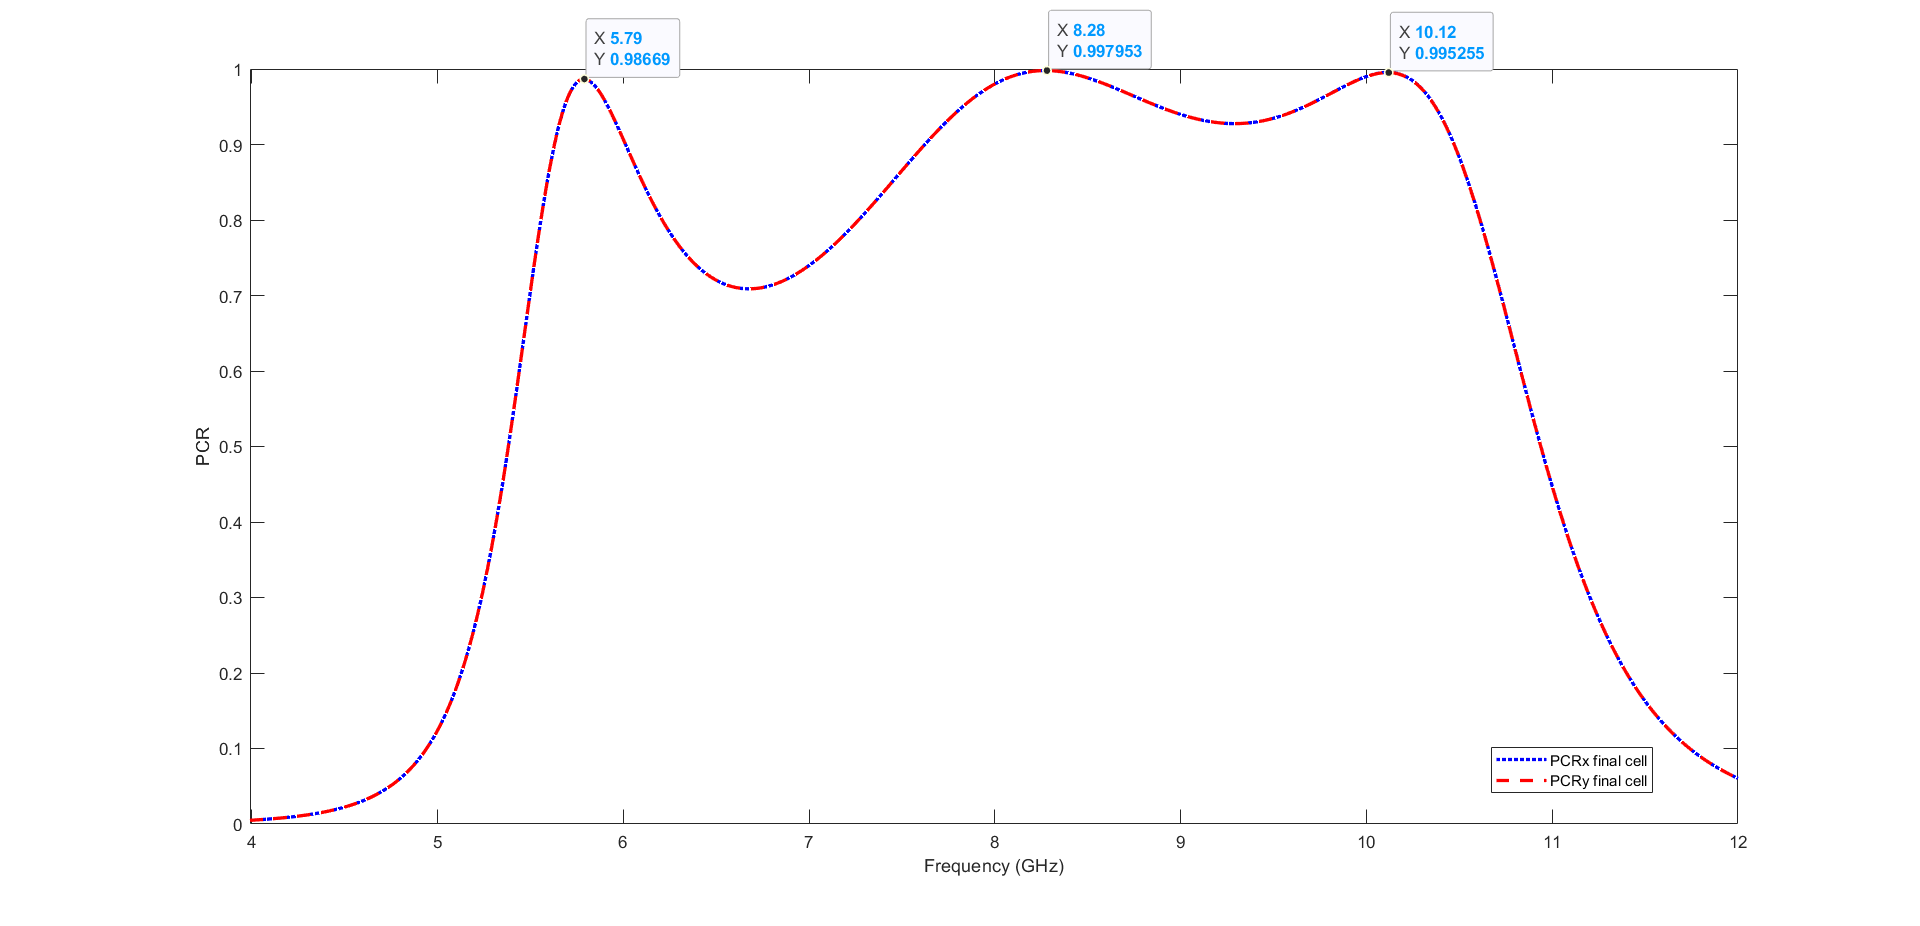 X 5.79
Y 0.98669
X 8.28
Y 0.997953
X 10.12
Y 0.995255
1
0.9
0.8
0.7
0.6
0.5
0.4
0.3
0.2
0.1
0
PCR
PCRx final cell
PCRy final cell
4 5 6 7 8 9 10 11 12
Frequency (GHz)